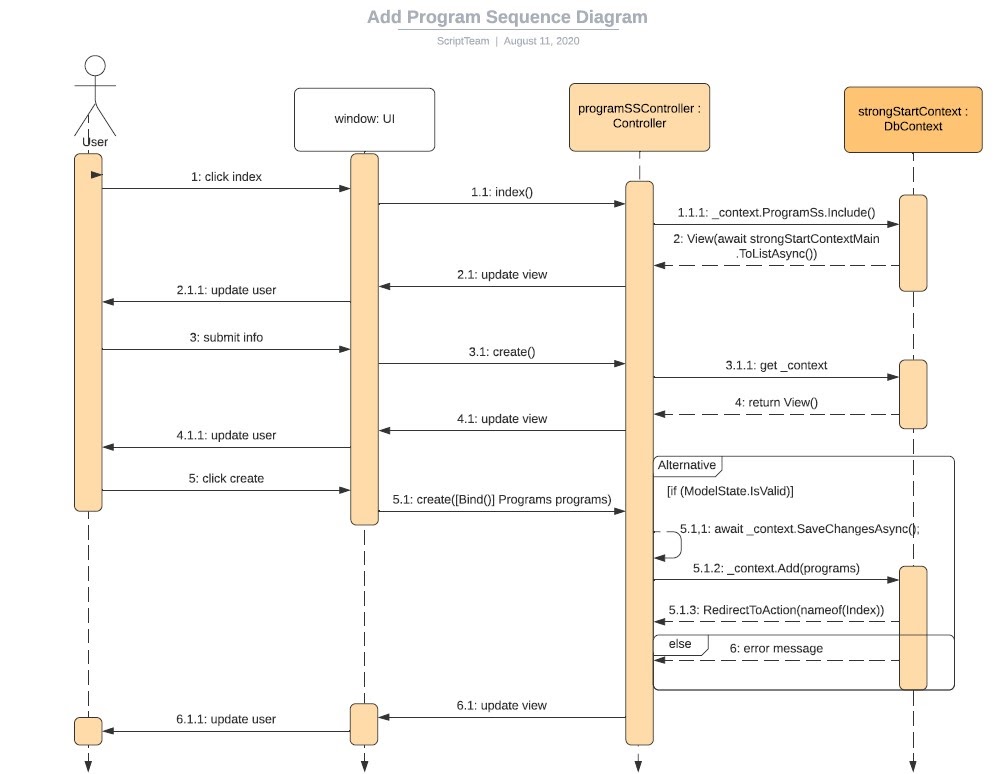 Add Program Sequence Diagram
ScriptTeam | August 11, 2020
User
window: UI
programSSController :
Controller
strongStartContext :
DbContext
1: click index
1.1: index()
1.1.1: _context.ProgramSs.Include()
2: View(await strongStartContextMain
.ToListAsync())
2.1: update view
2.1.1: update user
3: submit info
3.1: create()
3.1.1: get _context
4: return View()
4.1: update view
4.1.1: update user
Alternative
[if (ModelState.IsValid)]
5: click create
5.1: create([Bind()] Programs programs)
5.1,1: await _context.SaveChangesAsync();
5.1.2: _context.Add(programs)
5.1.3: RedirectToAction(nameof(Index))
else
6: error message
6.1: update view
6.1.1: update user